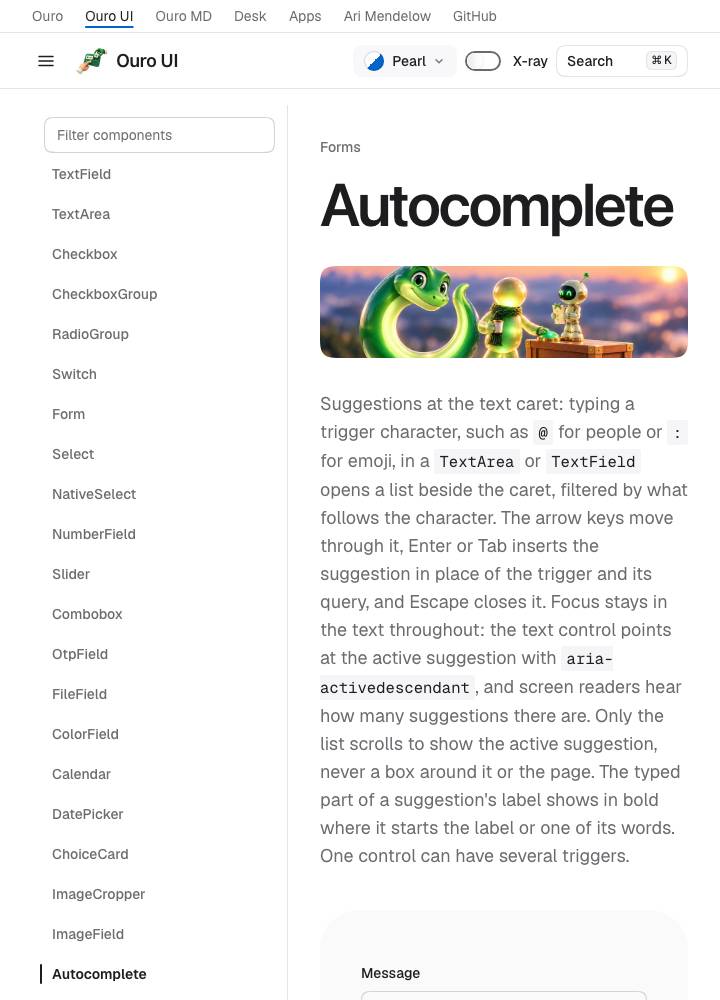 Ouro
Ouro UI
Ouro MD
Desk
Apps
Ari Mendelow
GitHub
Ouro UI
Pearl
X-ray
Search
⌘ K
Filter components
TextField
TextArea
Checkbox
CheckboxGroup
RadioGroup
Switch
Form
Select
NativeSelect
NumberField
Slider
Combobox
OtpField
FileField
ColorField
Calendar
DatePicker
ChoiceCard
ImageCropper
ImageField
Autocomplete
Forms
Autocomplete
Suggestions at the text caret: typing a
trigger character, such as @ for people or :
for emoji, in a TextArea or TextField
opens a list beside the caret, filtered by what
follows the character. The arrow keys move
through it, Enter or Tab inserts the
suggestion in place of the trigger and its
query, and Escape closes it. Focus stays in
the text throughout: the text control points
at the active suggestion with aria-
activedescendant, and screen readers hear
how many suggestions there are. Only the
list scrolls to show the active suggestion,
never a box around it or the page. The typed
part of a suggestion's label shows in bold
where it starts the label or one of its words.
One control can have several triggers.
Message